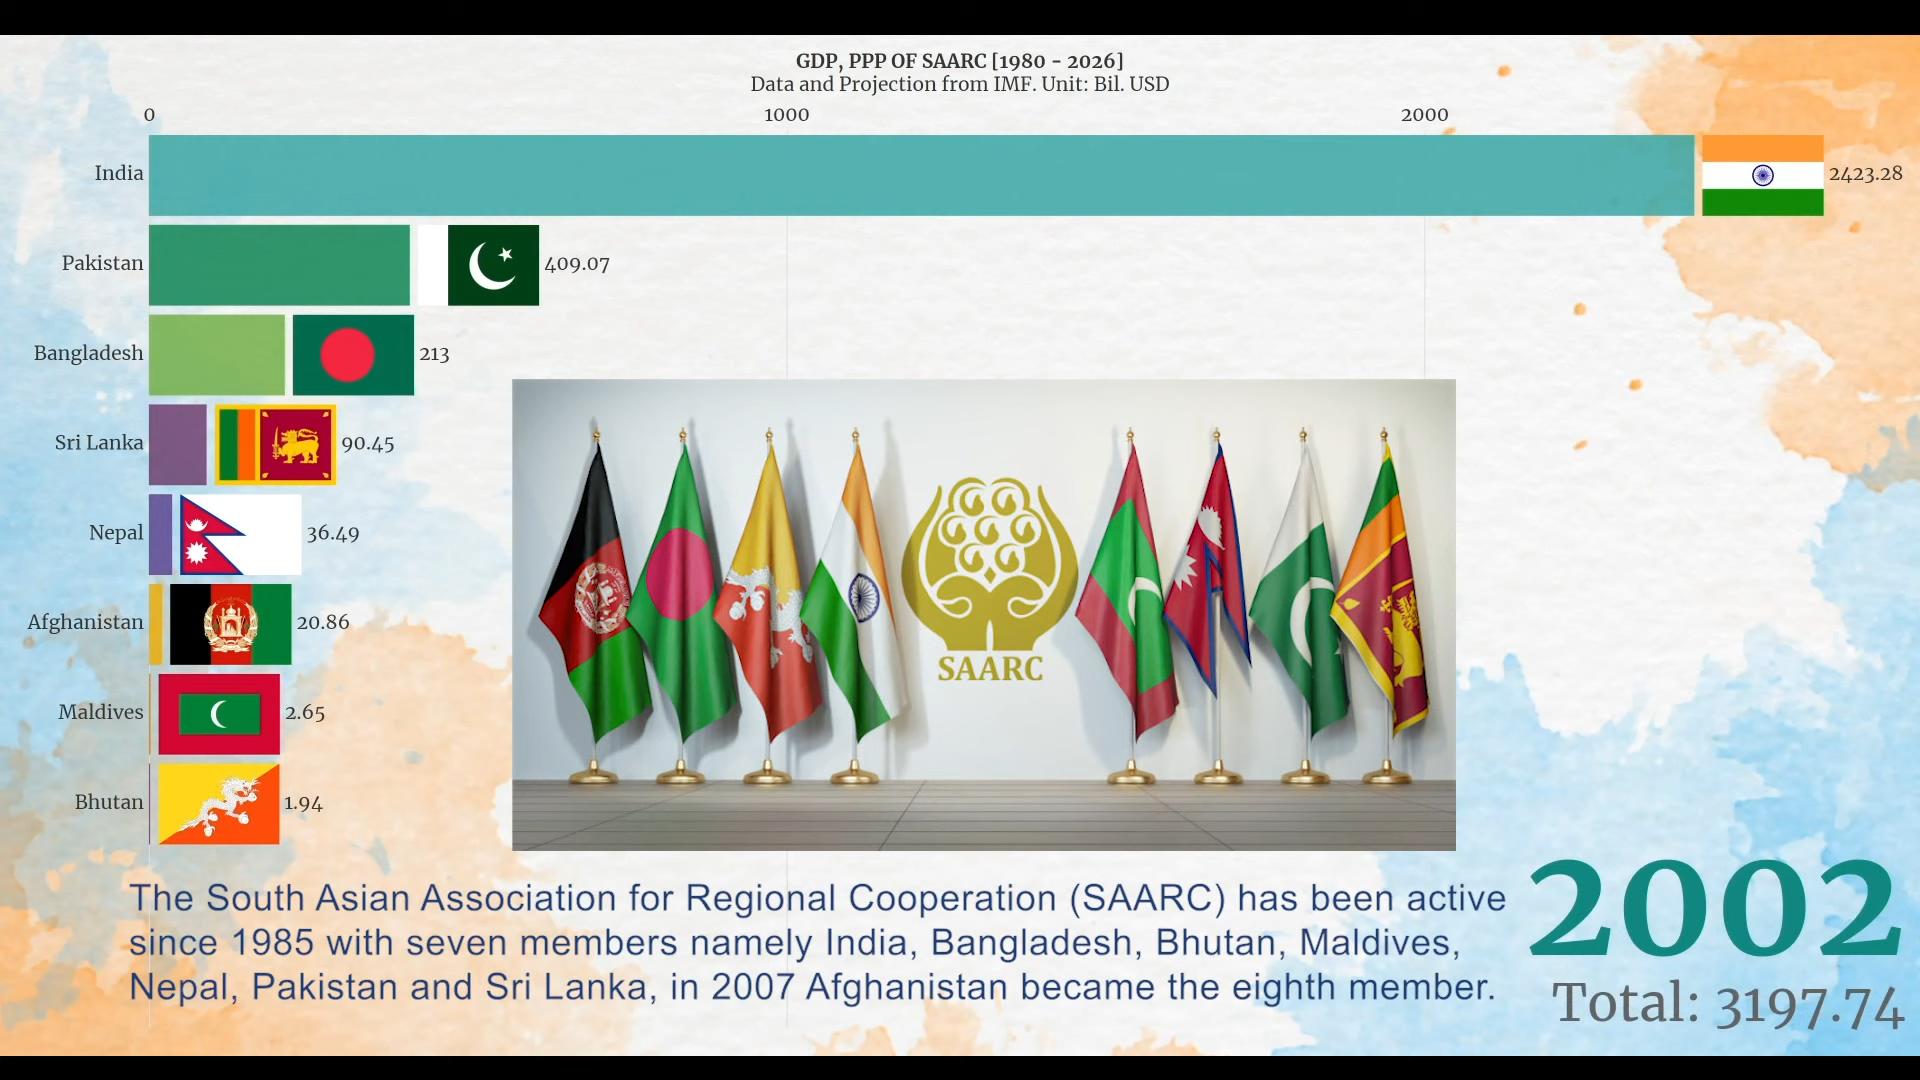 GDP, PPP OF SAARC [1980 - 2026]
Data and Projection from IMF. Unit: Bil. USD
0 1000 2000
India 2423.28
Pakistan 409.07
Bangladesh 213
Sri Lanka 90.45
Nepal 36.49
Afghanistan 20.86
Maldives 2.65
Bhutan 1.94
SAARC
The South Asian Association for Regional Cooperation (SAARC) has been active
since 1985 with seven members namely India, Bangladesh, Bhutan, Maldives,
Nepal, Pakistan and Sri Lanka, in 2007 Afghanistan became the eighth member.
2002
Total: 3197.74